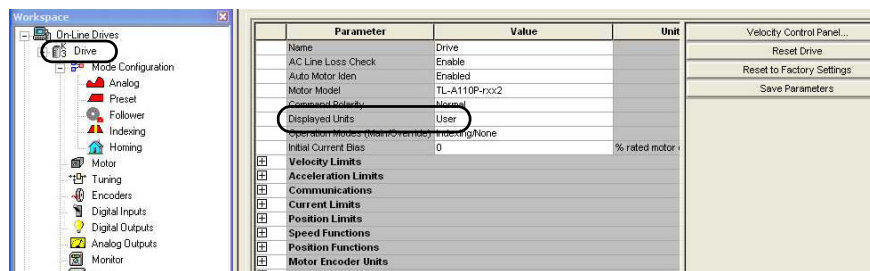 Workspace
On-Line Drives
Drive
Mode Configuration
Analog
Preset
Follower
Indexing
Homing
Motor
Tuning
Encoders
Digital Inputs
Digital Outputs
Analog Outputs
Monitor
Parameter Value Unit
Name Drive
AC Line Loss Check Enable
Auto Motor Iden Enabled
Motor Model TL-A110P-rxx2
Command Polarity Normal
Displayed Units User
Operation Modes (Main/Override) Indexing/None
Initial Current Bias 0 % rated motor
Velocity Limits
Acceleration Limits
Communications
Current Limits
Position Limits
Speed Functions
Position Functions
Motor Encoder Units
Velocity Control Panel...
Reset Drive
Reset to Factory Settings
Save Parameters